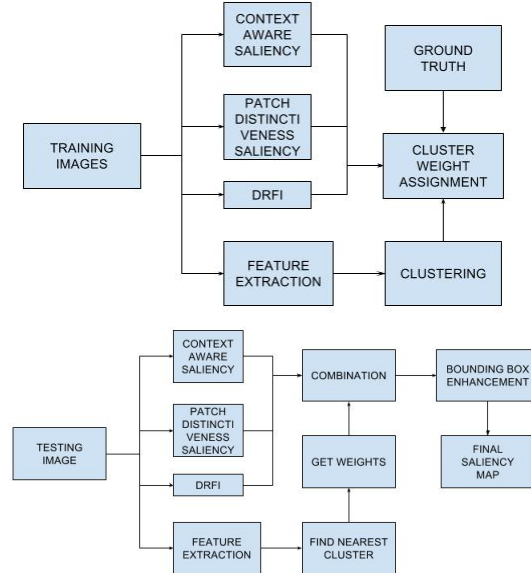 CONTEXT
AWARE
SALIENCY
GROUND
TRUTH
PATCH
DISTINCTI
VENESS
SALIENCY
TRAINING
IMAGES
CLUSTER
WEIGHT
ASSIGNMENT
DRFI
FEATURE
EXTRACTION
CLUSTERING
CONTEXT
AWARE
SALIENCY
COMBINATION
BOUNDING BOX
ENHANCEMENT
PATCH
DISTINCTI
VENESS
SALIENCY
TESTING
IMAGE
GET WEIGHTS
FINAL
SALIENCY
MAP
DRFI
FEATURE
EXTRACTION
FIND NEAREST
CLUSTER